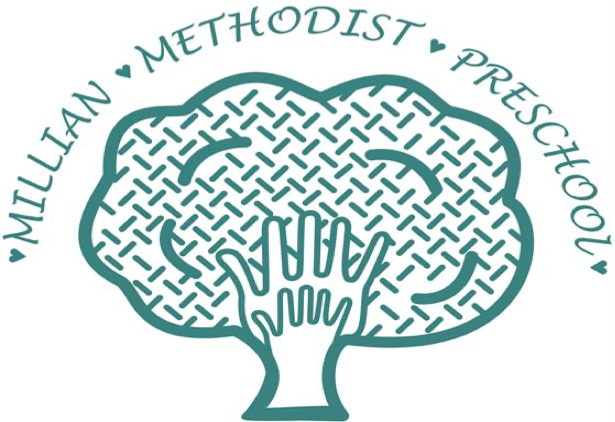 ♥ MILLIAN ♥ METHODIST ♥ PRESCHOOL ♥